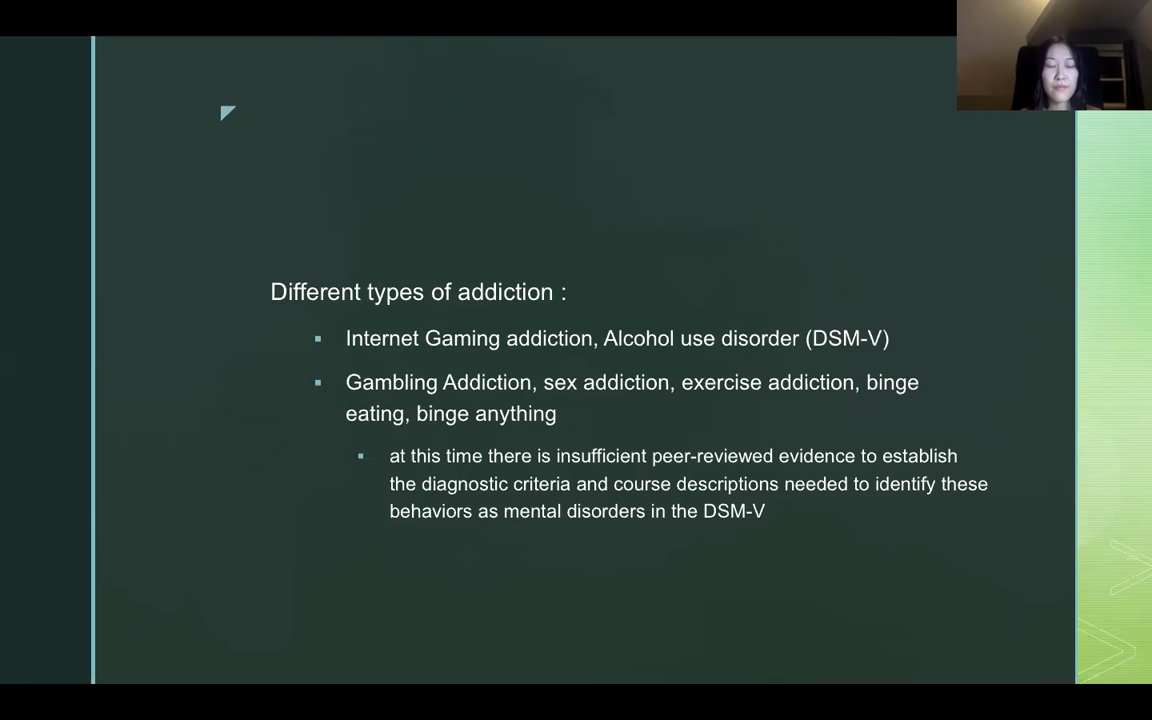 Different types of addiction :
Internet Gaming addiction, Alcohol use disorder (DSM-V)
Gambling Addiction, sex addiction, exercise addiction, binge
eating, binge anything
at this time there is insufficient peer-reviewed evidence to establish
the diagnostic criteria and course descriptions needed to identify these
behaviors as mental disorders in the DSM-V